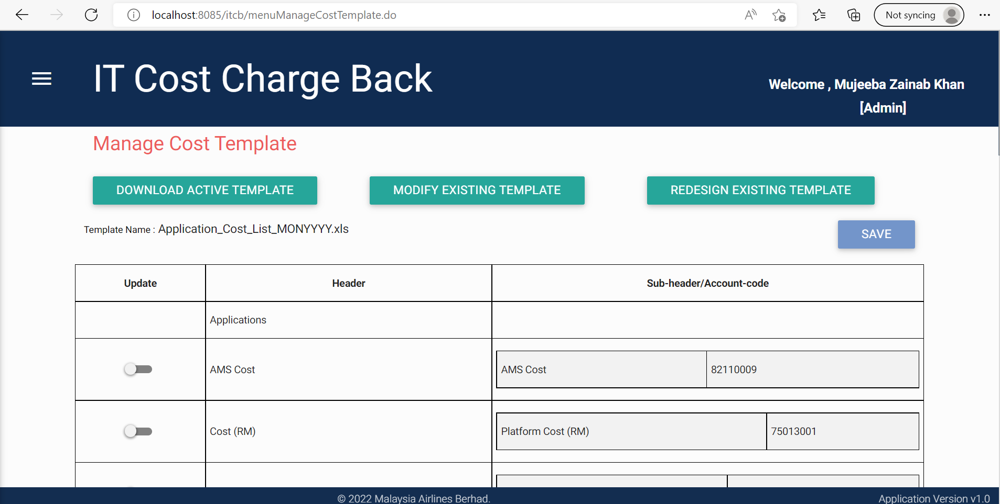 localhost:8085/itcb/menuManageCostTemplate.do
Not syncing
IT Cost Charge Back
Welcome , Mujeeba Zainab Khan
[Admin]
Manage Cost Template
DOWNLOAD ACTIVE TEMPLATE
MODIFY EXISTING TEMPLATE
REDESIGN EXISTING TEMPLATE
Template Name : Application_Cost_List_MONYYYY.xls
SAVE
Update Header Sub-header/Account-code
Applications
AMS Cost AMS Cost 82110009
Cost (RM) Platform Cost (RM) 75013001
© 2022 Malaysia Airlines Berhad.
Application Version v1.0